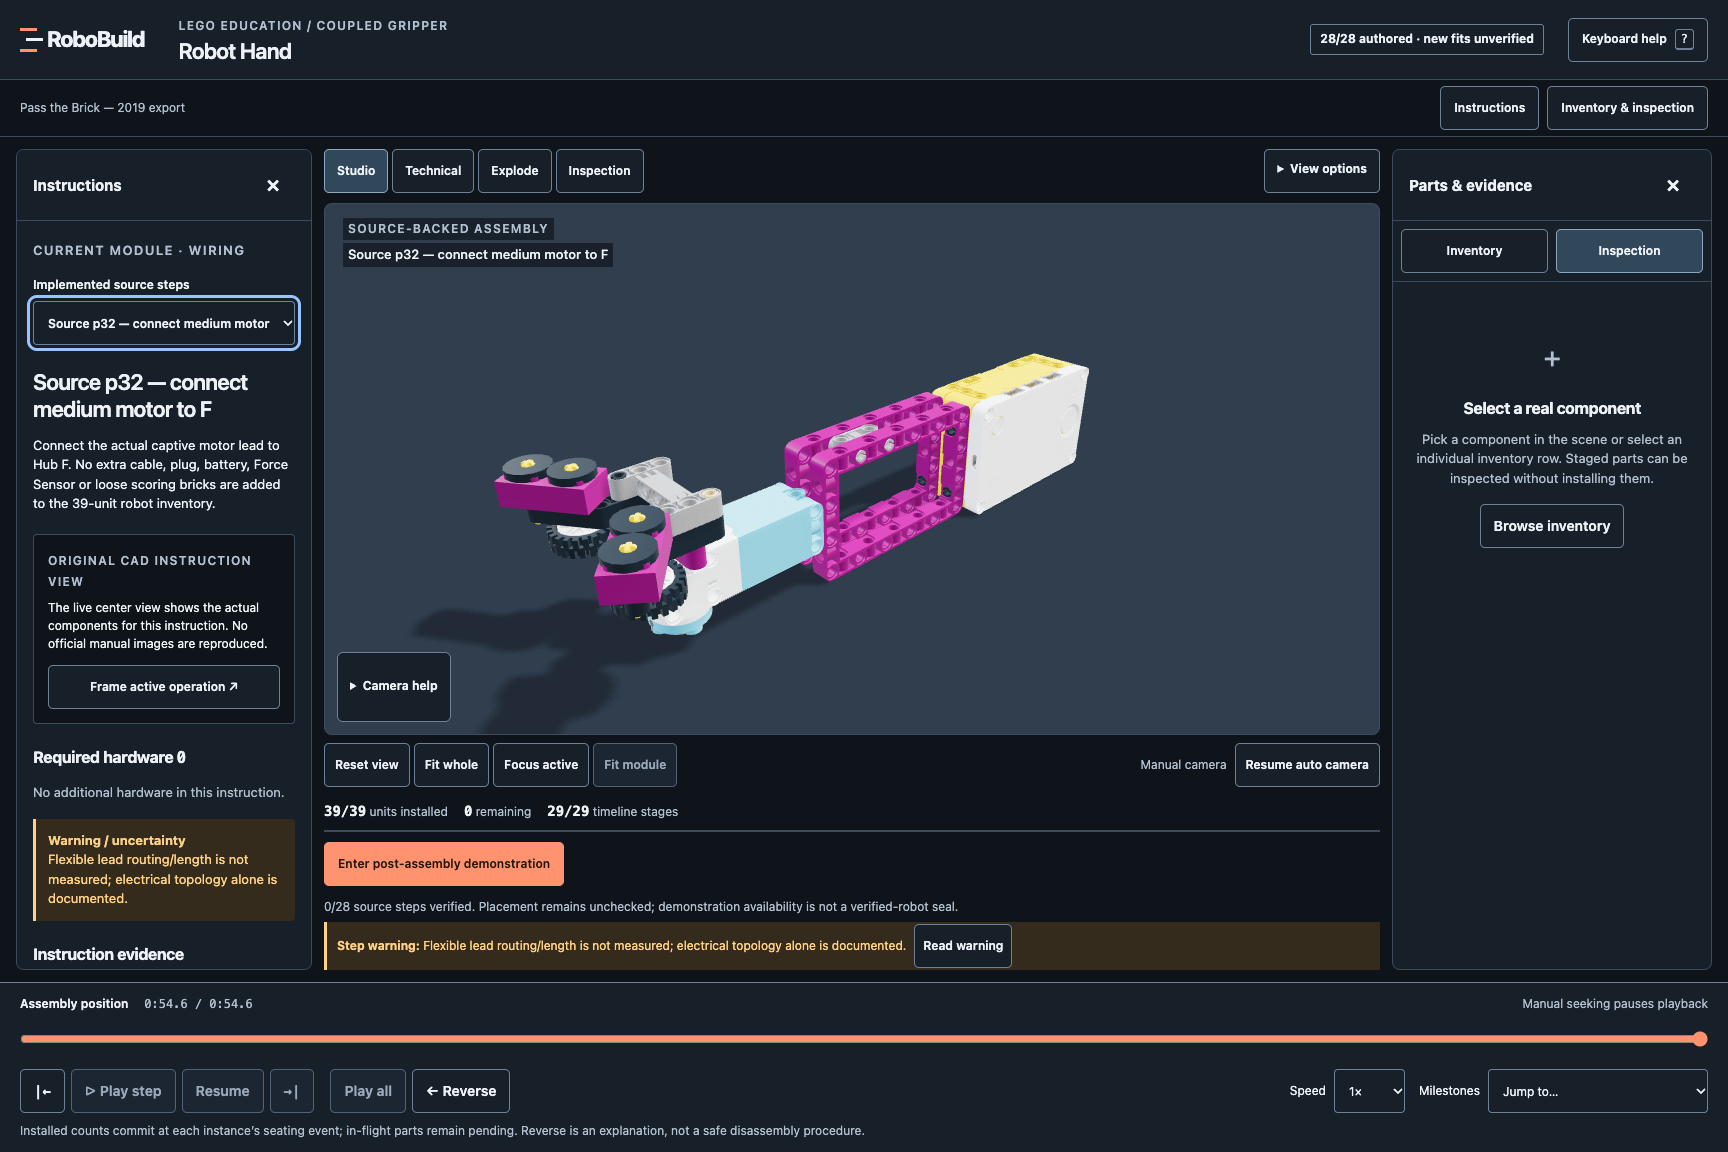 RoboBuild
LEGO EDUCATION / COUPLED GRIPPER
Robot Hand
28/28 authored · new fits unverified
Keyboard help ?
Pass the Brick — 2019 export
Instructions
Inventory & inspection
Instructions
CURRENT MODULE · WIRING
Implemented source steps
Source p32 — connect medium motor
Source p32 — connect
medium motor to F
Connect the actual captive motor lead to
Hub F. No extra cable, plug, battery, Force
Sensor or loose scoring bricks are added
to the 39-unit robot inventory.
ORIGINAL CAD INSTRUCTION
VIEW
The live center view shows the actual
components for this instruction. No
official manual images are reproduced.
Frame active operation ↗
Required hardware 0
No additional hardware in this instruction.
Warning / uncertainty
Flexible lead routing/length is not
measured; electrical topology alone is
documented.
Instruction evidence
Studio
Technical
Explode
Inspection
View options
SOURCE-BACKED ASSEMBLY
Source p32 — connect medium motor to F
Camera help
Reset view
Fit whole
Focus active
Fit module
Manual camera
Resume auto camera
39/39 units installed 0 remaining 29/29 timeline stages
Enter post-assembly demonstration
0/28 source steps verified. Placement remains unchecked; demonstration availability is not a verified-robot seal.
Step warning: Flexible lead routing/length is not measured; electrical topology alone is documented.
Read warning
Parts & evidence
Inventory
Inspection
Select a real component
Pick a component in the scene or select an
individual inventory row. Staged parts can be
inspected without installing them.
Browse inventory
Assembly position 0:54.6 / 0:54.6
Manual seeking pauses playback
|←
▷ Play step
Resume
→|
Play all
← Reverse
Speed
1×
Milestones
Jump to…
Installed counts commit at each instance's seating event; in-flight parts remain pending. Reverse is an explanation, not a safe disassembly procedure.